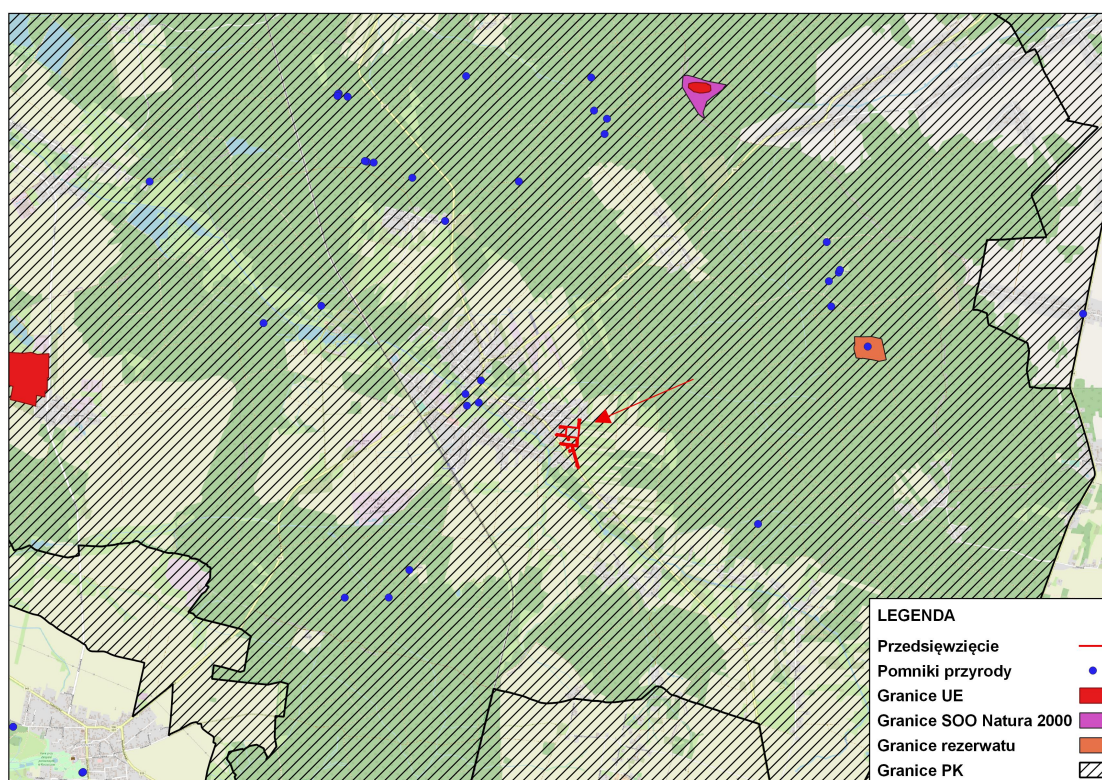 LEGENDA
Przedsięwzięcie
Pomniki przyrody
Granice UE
Granice SOO Natura 2000
Granice rezerwatu
Granice PK